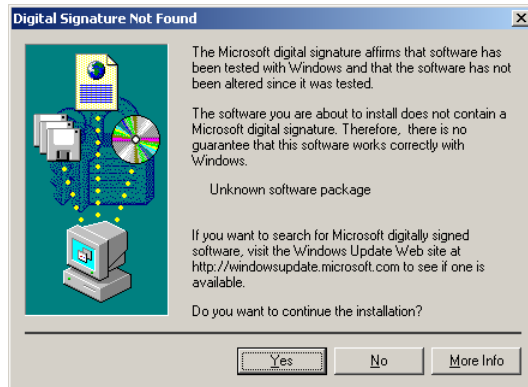 Digital Signature Not Found
The Microsoft digital signature affirms that software has
been tested with Windows and that the software has not
been altered since it was tested.
The software you are about to install does not contain a
Microsoft digital signature. Therefore,  there is no
guarantee that this software works correctly with
Windows.
Unknown software package
If you want to search for Microsoft digitally signed
software, visit the Windows Update Web site at
http://windowsupdate.microsoft.com to see if one is
available.
Do you want to continue the installation?
Yes
No
More Info